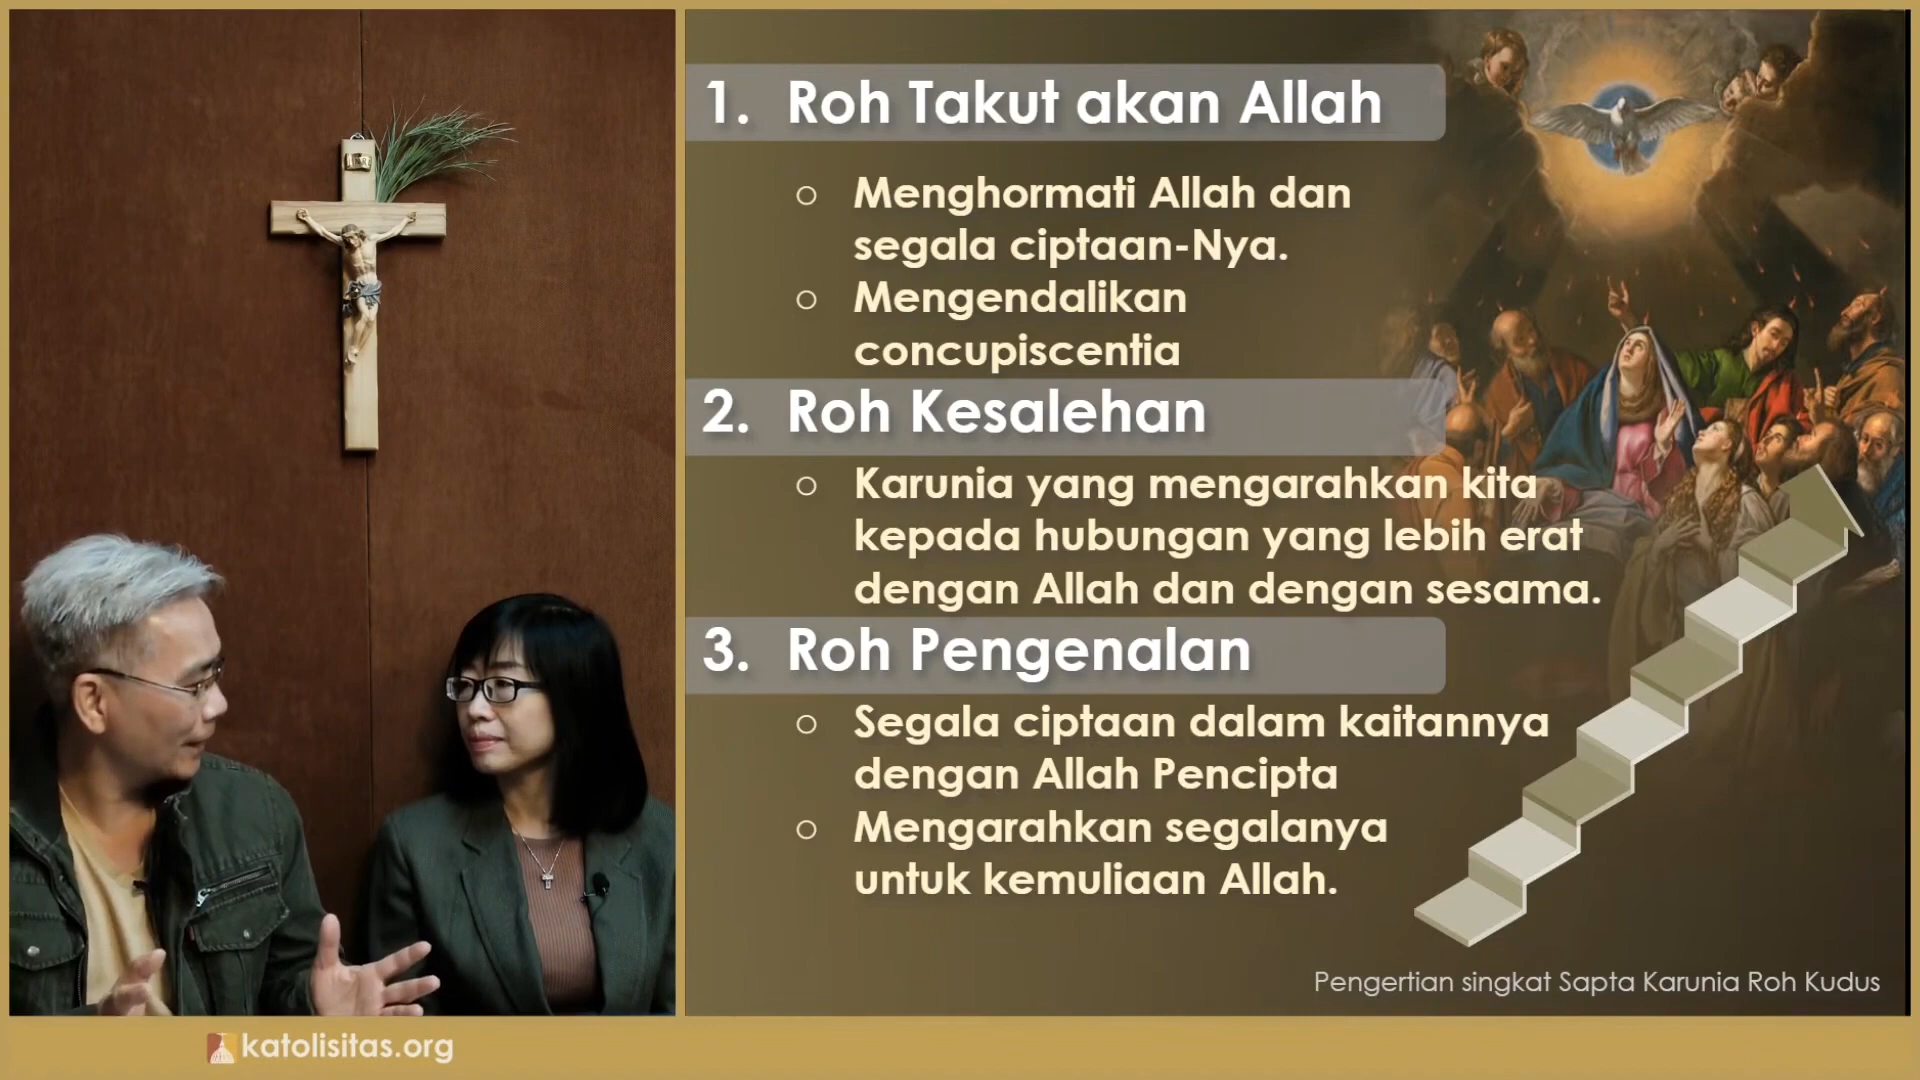 1. Roh Takut akan Allah
○ Menghormati Allah dan
segala ciptaan-Nya.
○ Mengendalikan
concupiscentia
2. Roh Kesalehan
○ Karunia yang mengarahkan kita
kepada hubungan yang lebih erat
dengan Allah dan dengan sesama.
3. Roh Pengenalan
○ Segala ciptaan dalam kaitannya
dengan Allah Pencipta
○ Mengarahkan segalanya
untuk kemuliaan Allah.
Pengertian singkat Sapta Karunia Roh Kudus
katolisitas.org